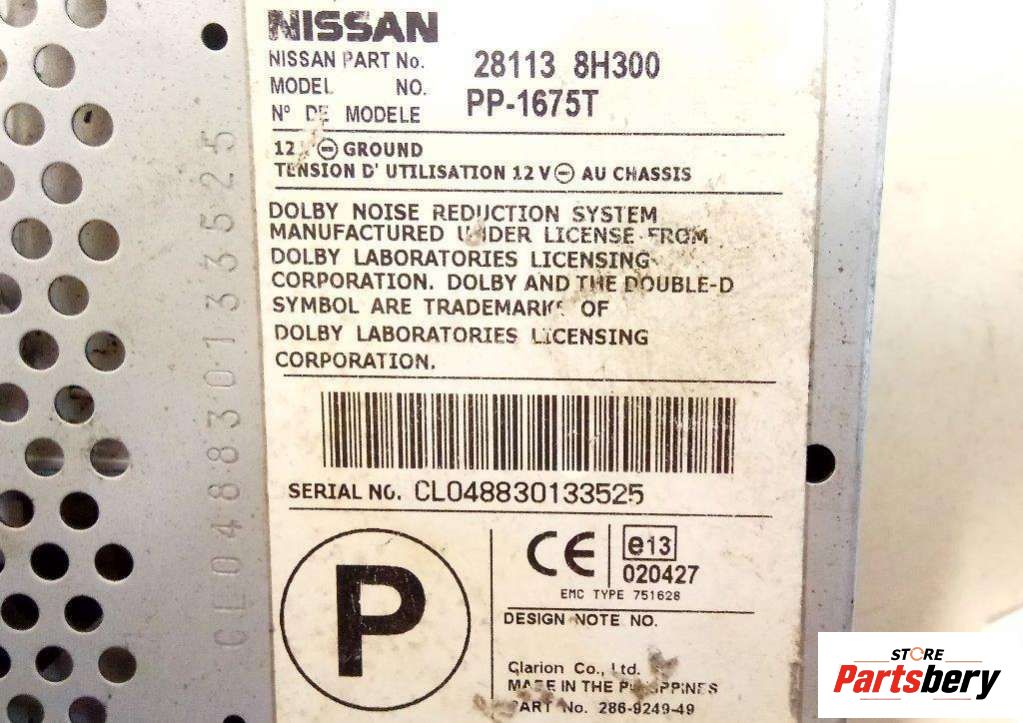 NISSAN
NISSAN PART No. 28113 8H300
MODEL NO. PP-1675T
N° DE MODELE
12 ⊖ GROUND
TENSION D' UTILISATION 12 V ⊖ AU CHASSIS
DOLBY NOISE REDUCTION SYSTEM
MANUFACTURED UNDER LICENSE FROM
DOLBY LABORATORIES LICENSING
CORPORATION. DOLBY AND THE DOUBLE-D
SYMBOL ARE TRADEMARKS OF
DOLBY LABORATORIES LICENSING
CORPORATION.
SERIAL NO. CL048830133525
P
CE e13
020427
EMC TYPE 751628
DESIGN NOTE NO.
Clarion Co., Ltd.
MADE IN THE PHILIPPINES
PART No. 286-9249-49
CL048830133525
STORE
Partsbery